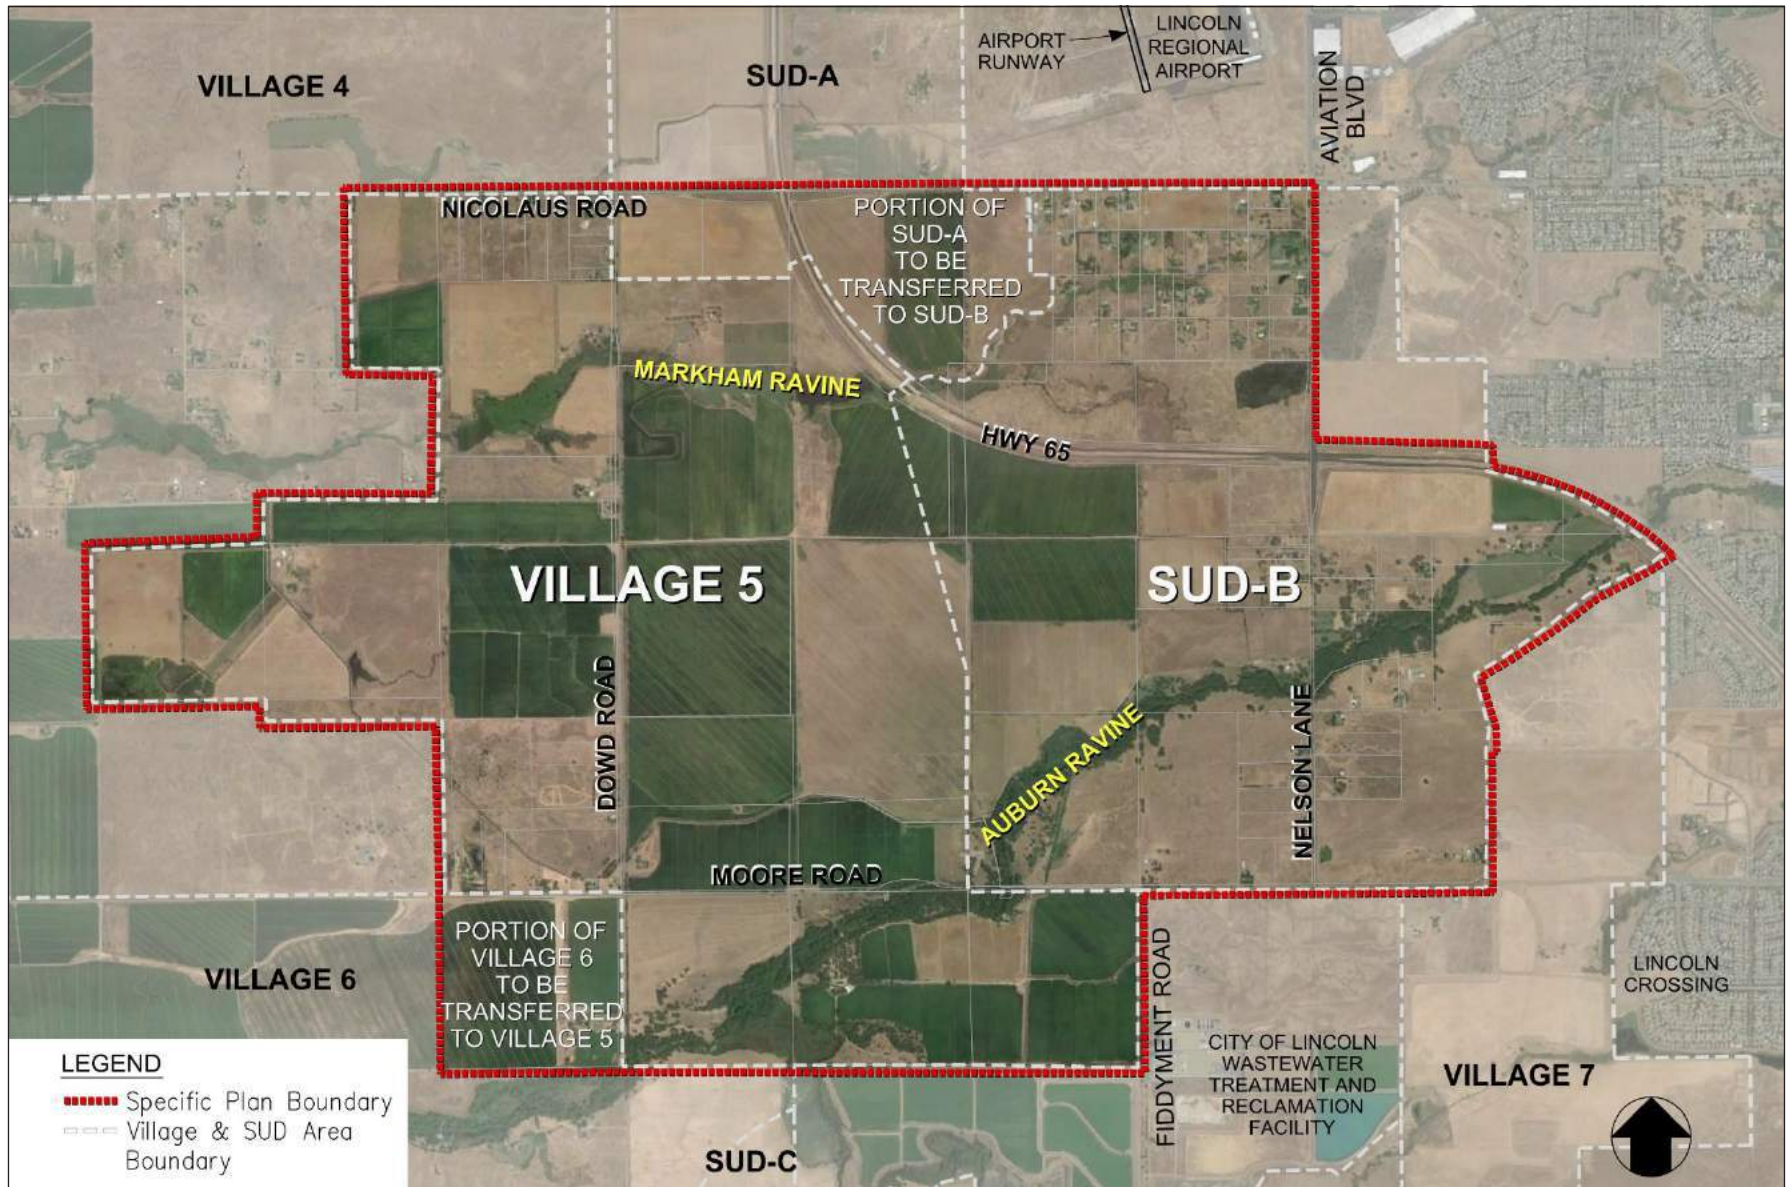 VILLAGE 4
SUD-A
AIRPORT
RUNWAY
LINCOLN
REGIONAL
AIRPORT
AVIATION
BLVD
NICOLAUS ROAD
PORTION OF
SUD-A
TO BE
TRANSFERRED
TO SUD-B
MARKHAM RAVINE
HWY 65
VILLAGE 5
SUD-B
DOWD ROAD
AUBURN RAVINE
NELSON LANE
MOORE ROAD
PORTION OF
VILLAGE 6
TO BE
TRANSFERRED
TO VILLAGE 5
VILLAGE 6
FIDDYMENT ROAD
LINCOLN
CROSSING
CITY OF LINCOLN
WASTEWATER
TREATMENT AND
RECLAMATION
FACILITY
VILLAGE 7
SUD-C
LEGEND
Specific Plan Boundary
Village & SUD Area
Boundary